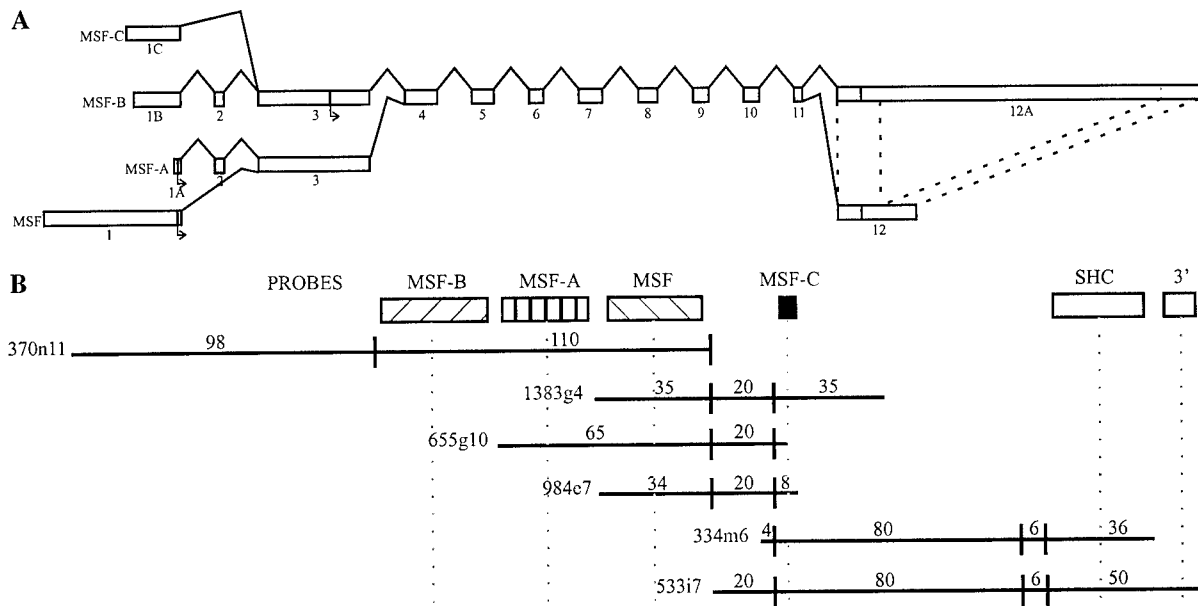 A
MSF-C
1C
MSF-B
1B 2 3 4 5 6 7 8 9 10 11 12A
MSF-A
1A 2 3
MSF
1 12
B
PROBES MSF-B MSF-A MSF MSF-C SHC 3'
370n11 98 110
1383g4 35 20 35
655g10 65 20
984e7 34 20 8
334m6 4 80 6 36
533i7 20 80 6 50